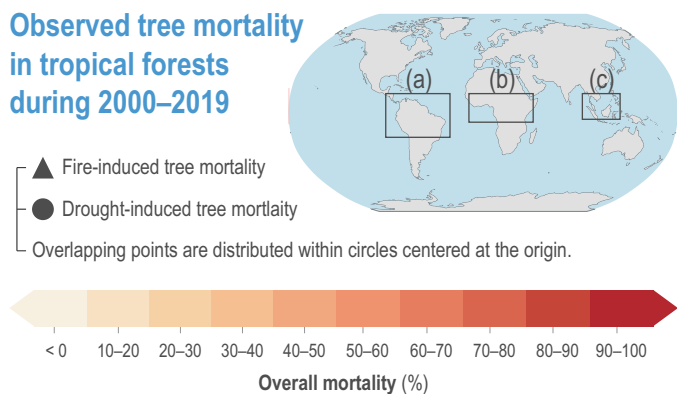 Observed tree mortality
in tropical forests
during 2000–2019
(a)
(b)
(c)
Fire-induced tree mortality
Drought-induced tree mortlaity
Overlapping points are distributed within circles centered at the origin.
< 0 10–20 20–30 30–40 40–50 50–60 60–70 70–80 80–90 90–100
Overall mortality (%)